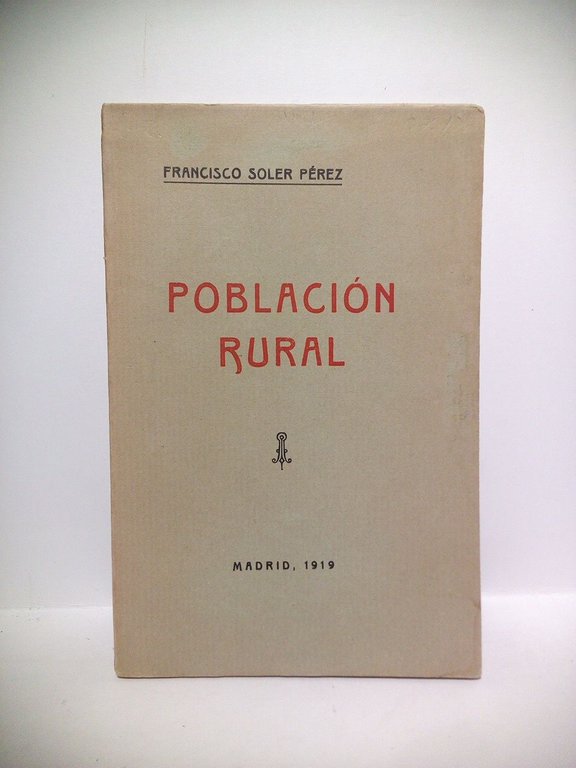 FRANCISCO SOLER PÉREZ
POBLACIÓN
RURAL
MADRID, 1919